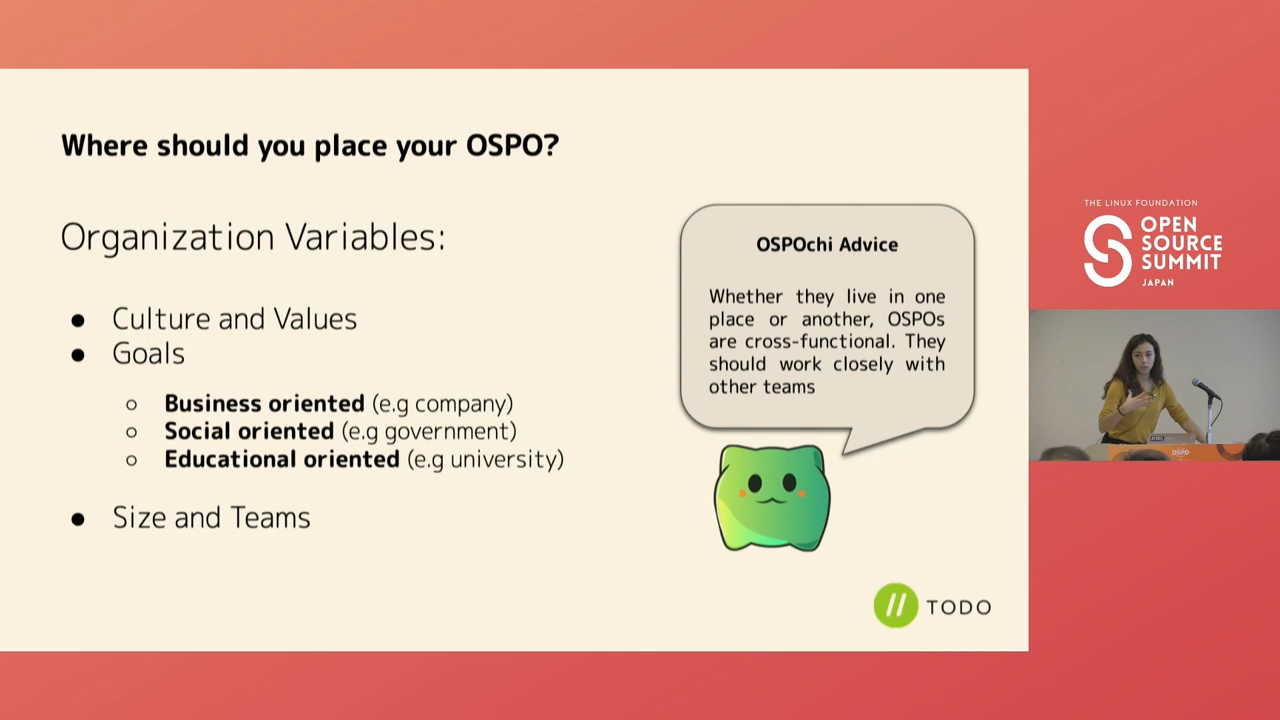 Where should you place your OSPO?
Organization Variables:
● Culture and Values
● Goals
○ Business oriented (e.g company)
○ Social oriented (e.g government)
○ Educational oriented (e.g university)
● Size and Teams
OSPOchi Advice
Whether they live in one
place or another, OSPOs
are cross-functional. They
should work closely with
other teams
// TODO
THE LINUX FOUNDATION
OPEN
SOURCE
SUMMIT
JAPAN
OSPO